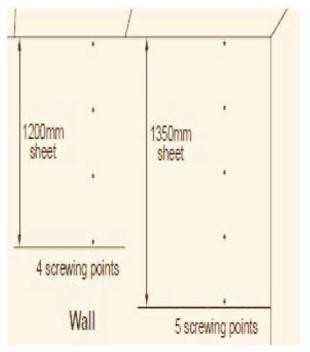 1200mm
sheet
1350mm
sheet
4 screwing points
Wall
5 screwing points